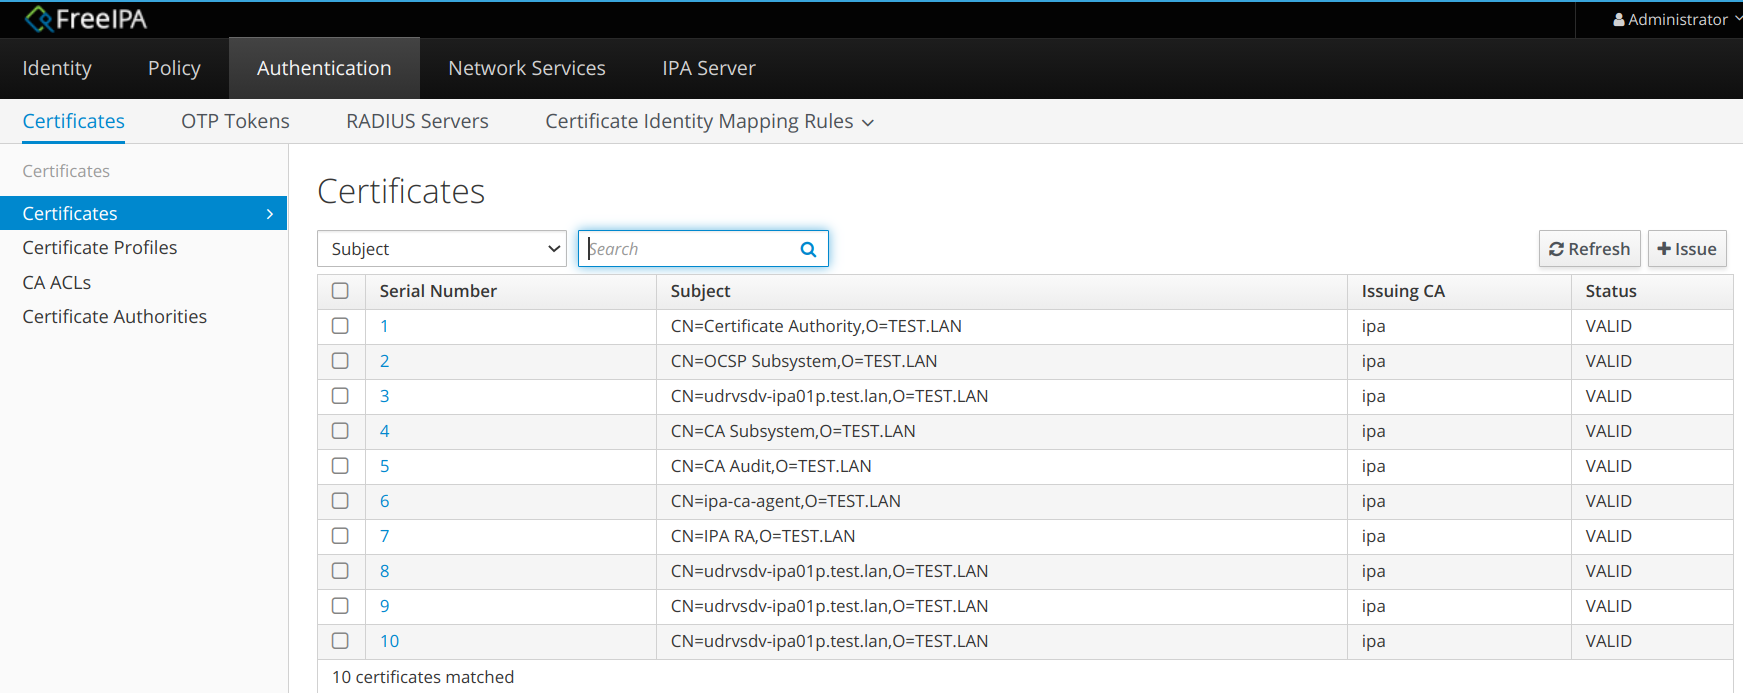 FreeIPA
Administrator
Identity Policy Authentication Network Services IPA Server
Certificates OTP Tokens RADIUS Servers Certificate Identity Mapping Rules
Certificates
Certificates
Certificate Profiles
CA ACLs
Certificate Authorities
Certificates
Subject Search Refresh Issue
Serial Number Subject Issuing CA Status
1 CN=Certificate Authority,O=TEST.LAN ipa VALID
2 CN=OCSP Subsystem,O=TEST.LAN ipa VALID
3 CN=udrvsdv-ipa01p.test.lan,O=TEST.LAN ipa VALID
4 CN=CA Subsystem,O=TEST.LAN ipa VALID
5 CN=CA Audit,O=TEST.LAN ipa VALID
6 CN=ipa-ca-agent,O=TEST.LAN ipa VALID
7 CN=IPA RA,O=TEST.LAN ipa VALID
8 CN=udrvsdv-ipa01p.test.lan,O=TEST.LAN ipa VALID
9 CN=udrvsdv-ipa01p.test.lan,O=TEST.LAN ipa VALID
10 CN=udrvsdv-ipa01p.test.lan,O=TEST.LAN ipa VALID
10 certificates matched